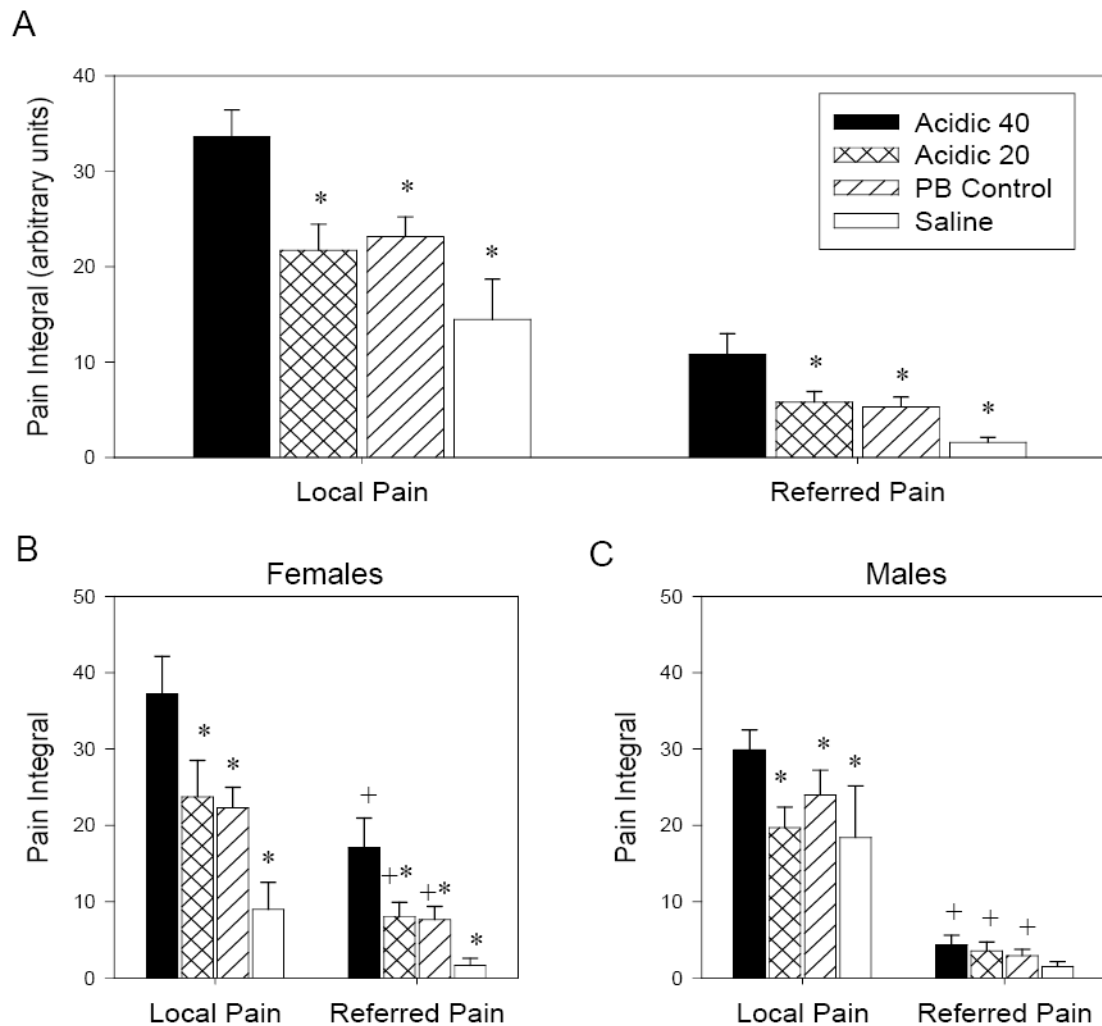 A
Pain Integral (arbitrary units)
40
30
20
10
0
Acidic 40
Acidic 20
PB Control
Saline
*
*
*
*
*
*
Local Pain
Referred Pain
B
Females
Pain Integral
50
40
30
20
10
0
*
*
*
+
+*
+*
*
Local Pain
Referred Pain
C
Males
Pain Integral
50
40
30
20
10
0
*
*
*
+
+
+
Local Pain
Referred Pain